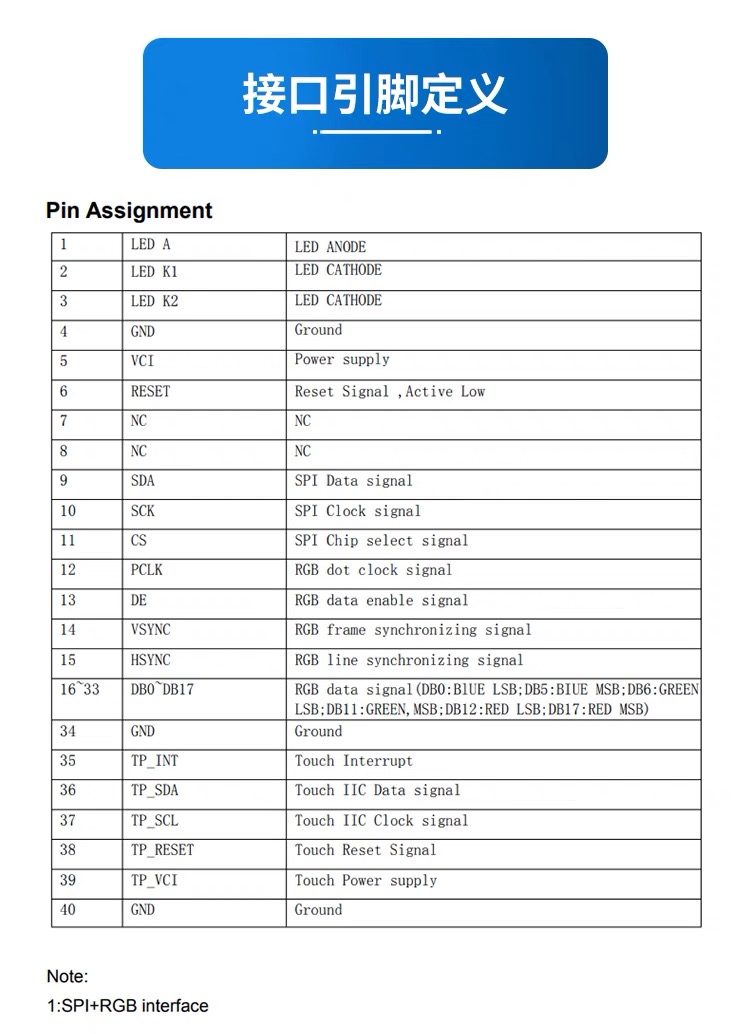 接口引脚定义
Pin Assignment
1 LED A LED ANODE
2 LED K1 LED CATHODE
3 LED K2 LED CATHODE
4 GND Ground
5 VCI Power supply
6 RESET Reset Signal ,Active Low
7 NC NC
8 NC NC
9 SDA SPI Data signal
10 SCK SPI Clock signal
11 CS SPI Chip select signal
12 PCLK RGB dot clock signal
13 DE RGB data enable signal
14 VSYNC RGB frame synchronizing signal
15 HSYNC RGB line synchronizing signal
16~33 DB0~DB17 RGB data signal(DB0:BlUE LSB;DB5:BIUE MSB;DB6:GREEN
LSB;DB11:GREEN,MSB;DB12:RED LSB;DB17:RED MSB)
34 GND Ground
35 TP_INT Touch Interrupt
36 TP_SDA Touch IIC Data signal
37 TP_SCL Touch IIC Clock signal
38 TP_RESET Touch Reset Signal
39 TP_VCI Touch Power supply
40 GND Ground
Note:
1:SPI+RGB interface